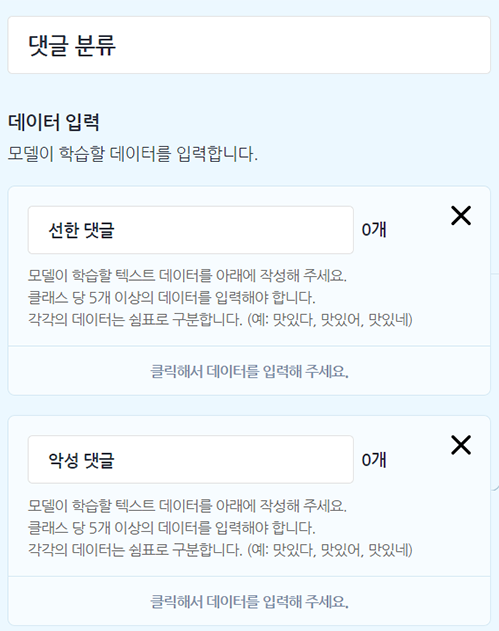 댓글 분류
데이터 입력
모델이 학습할 데이터를 입력합니다.
선한 댓글 0개
모델이 학습할 텍스트 데이터를 아래에 작성해 주세요.
클래스 당 5개 이상의 데이터를 입력해야 합니다.
각각의 데이터는 쉼표로 구분합니다. (예: 맛있다, 맛있어, 맛있네)
클릭해서 데이터를 입력해 주세요.
악성 댓글 0개
모델이 학습할 텍스트 데이터를 아래에 작성해 주세요.
클래스 당 5개 이상의 데이터를 입력해야 합니다.
각각의 데이터는 쉼표로 구분합니다. (예: 맛있다, 맛있어, 맛있네)
클릭해서 데이터를 입력해 주세요.